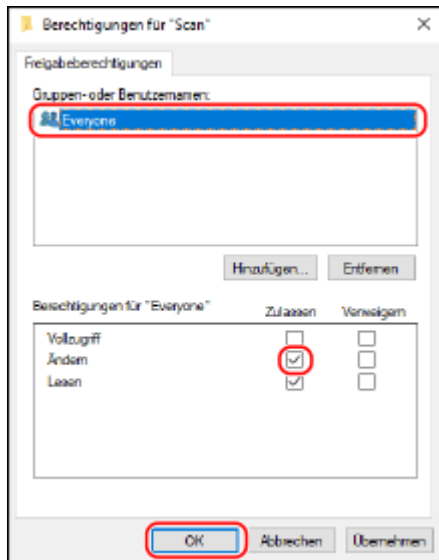 Berechtigungen für "Scan"
Freigabeberechtigungen
Gruppen- oder Benutzernamen:
Everyone
Hinzufügen... Entfernen
Berechtigungen für "Everyone" Zulassen Verweigern
Vollzugriff
Ändern
Lesen
OK Abbrechen Übernehmen